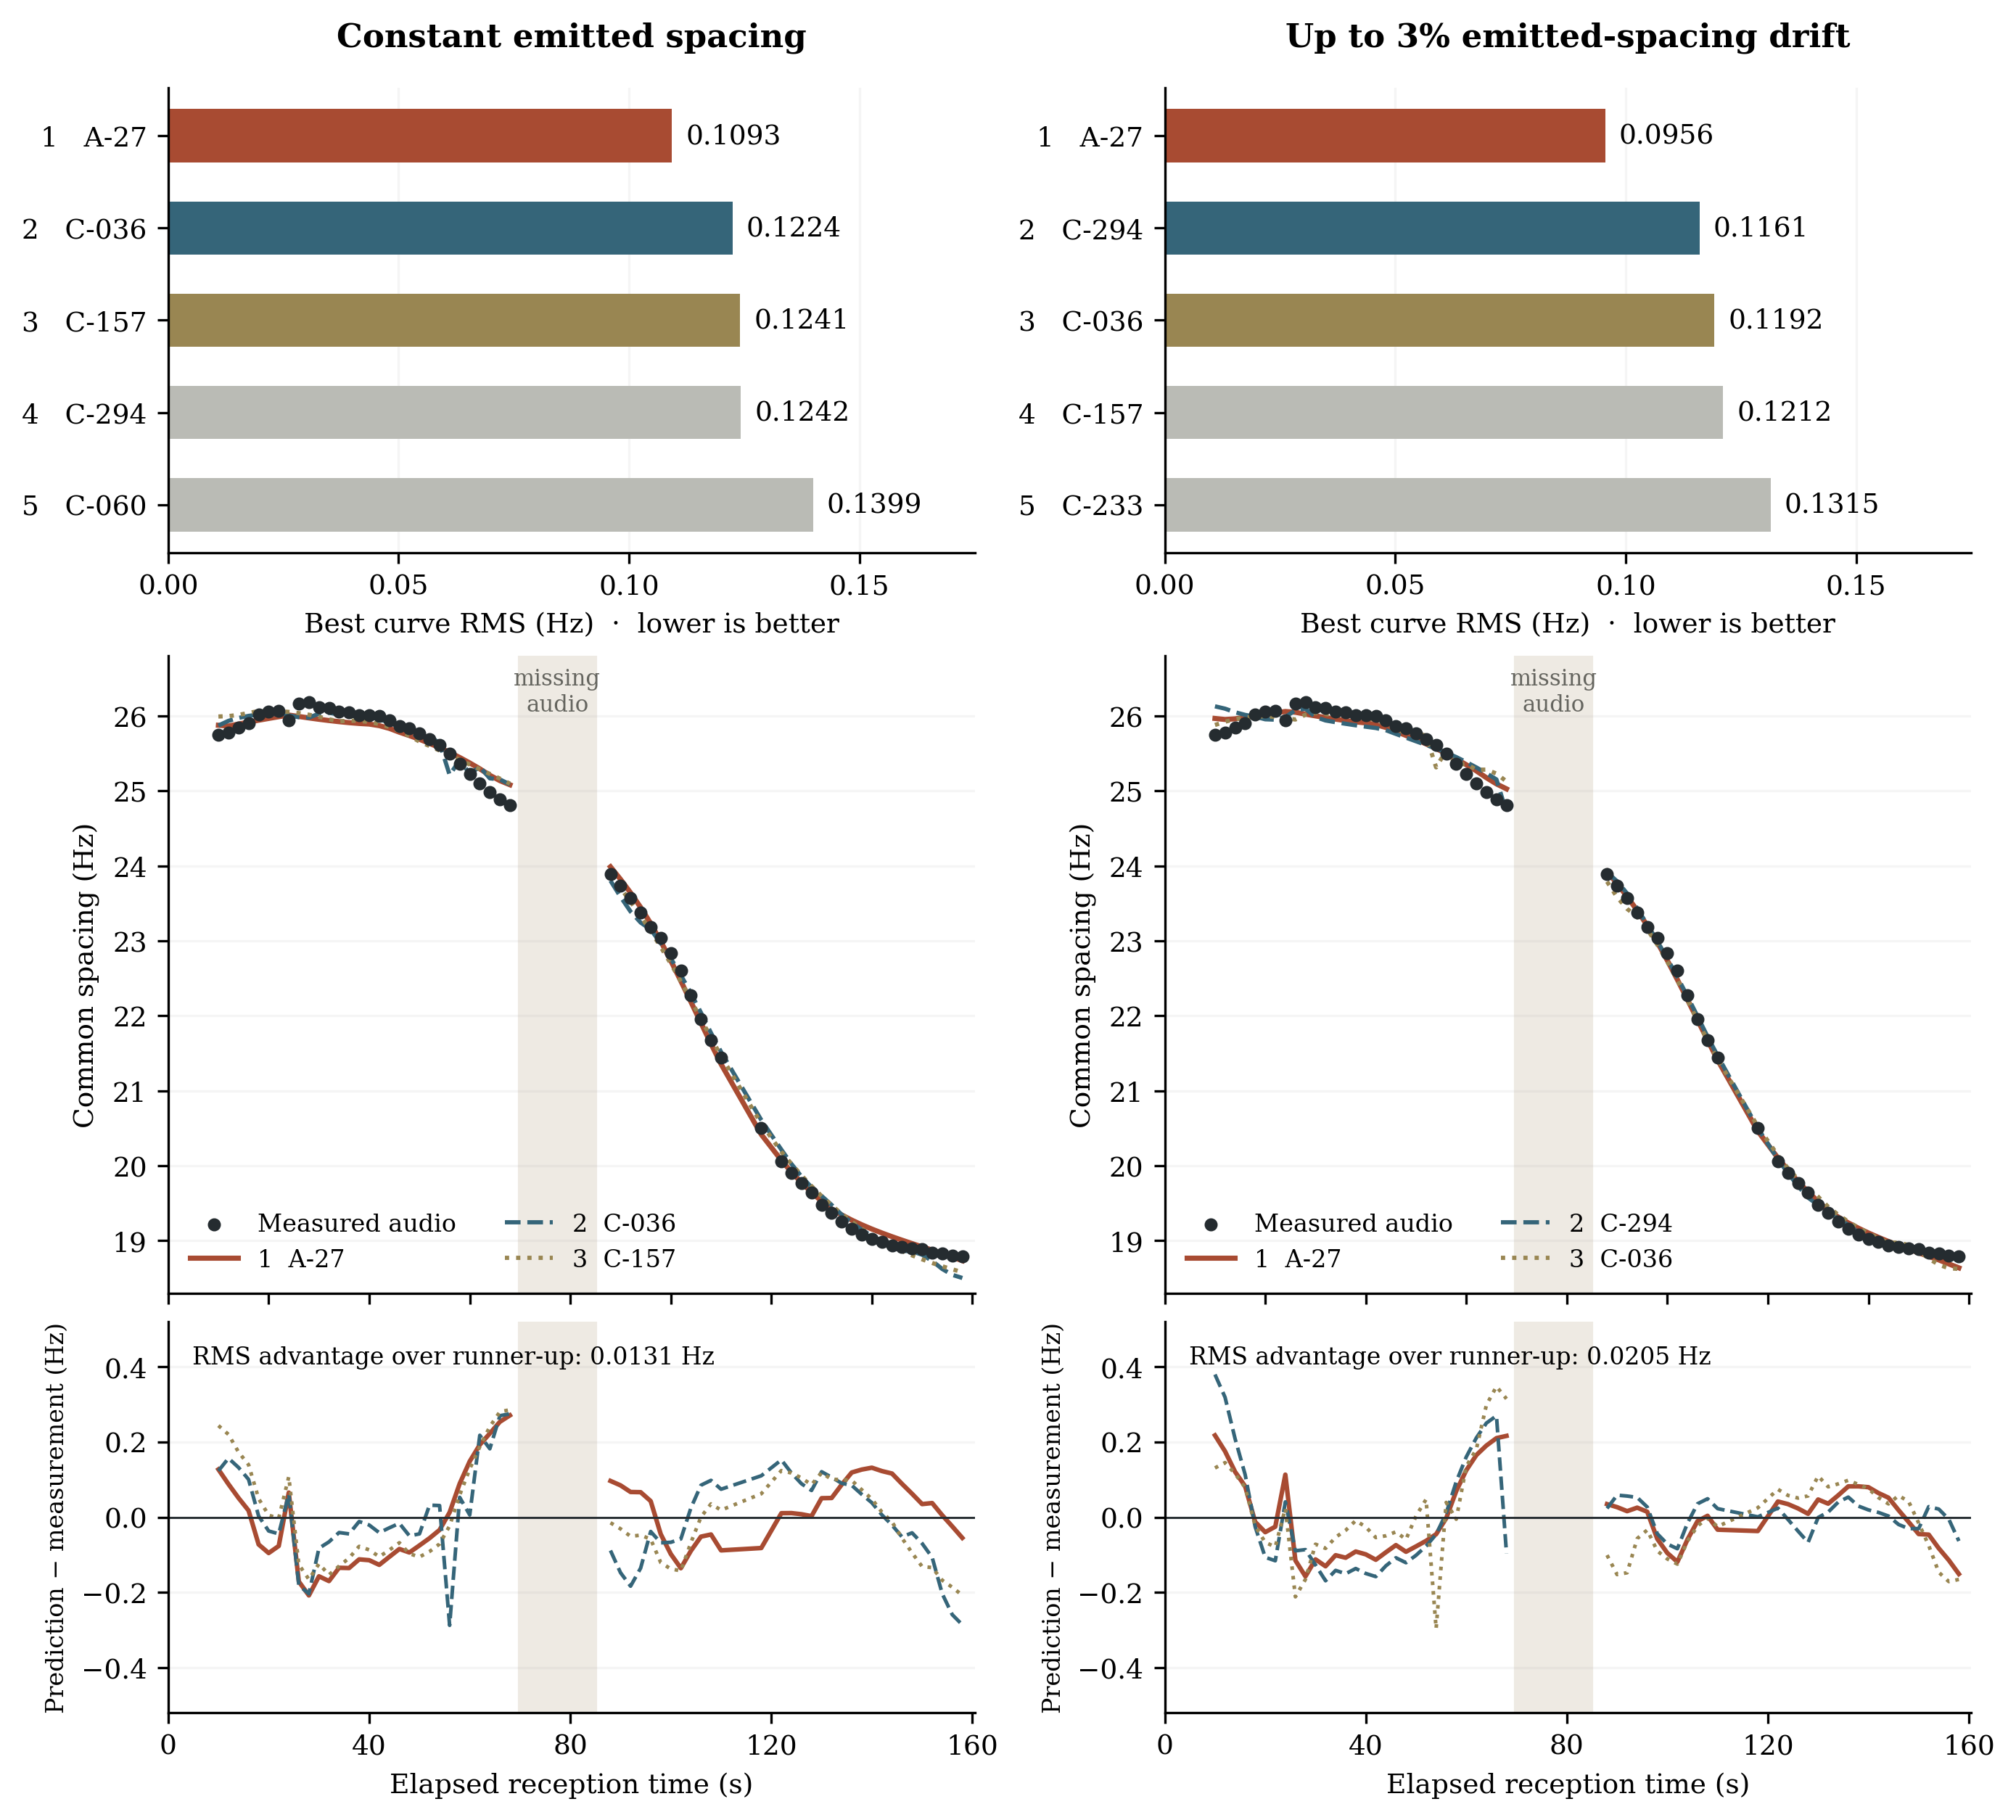 Constant emitted spacing
1 A-27
0.1093
2 C-036
0.1224
3 C-157
0.1241
4 C-294
0.1242
5 C-060
0.1399
0.00 0.05 0.10 0.15
Best curve RMS (Hz) · lower is better
Up to 3% emitted-spacing drift
1 A-27
0.0956
2 C-294
0.1161
3 C-036
0.1192
4 C-157
0.1212
5 C-233
0.1315
0.00 0.05 0.10 0.15
Best curve RMS (Hz) · lower is better
Common spacing (Hz)
26
25
24
23
22
21
20
19
missing
audio
Measured audio
1 A-27
2 C-036
3 C-157
Common spacing (Hz)
26
25
24
23
22
21
20
19
missing
audio
Measured audio
1 A-27
2 C-294
3 C-036
Prediction − measurement (Hz)
0.4
0.2
0.0
−0.2
−0.4
RMS advantage over runner-up: 0.0131 Hz
0 40 80 120 160
Elapsed reception time (s)
Prediction − measurement (Hz)
0.4
0.2
0.0
−0.2
−0.4
RMS advantage over runner-up: 0.0205 Hz
0 40 80 120 160
Elapsed reception time (s)